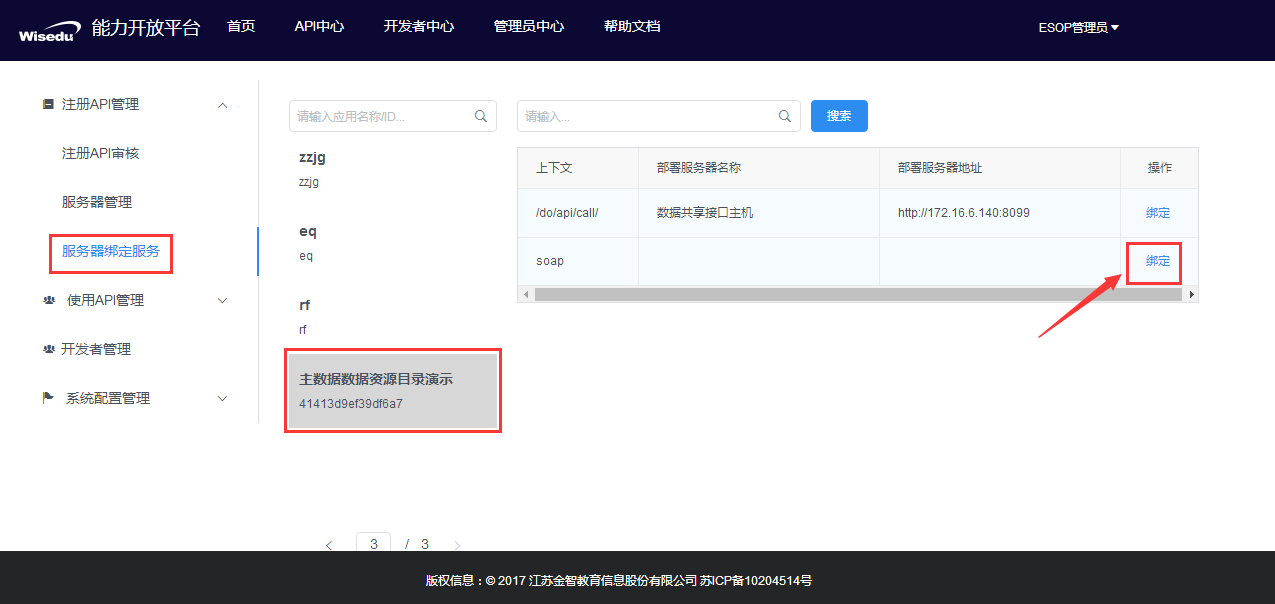 Wisedu 能力开放平台 首页 API中心 开发者中心 管理员中心 帮助文档 ESOP管理员
注册API管理
注册API审核
服务器管理
服务器绑定服务
使用API管理
开发者管理
系统配置管理
请输入应用名称/ID...
zzjg
zzjg
eq
eq
rf
rf
主数据数据资源目录演示
41413d9ef39df6a7
3 / 3
请输入... 搜索
上下文 部署服务器名称 部署服务器地址 操作
/do/api/call/ 数据共享接口主机 http://172.16.6.140:8099 绑定
soap 绑定
版权信息：© 2017 江苏金智教育信息股份有限公司 苏ICP备10204514号